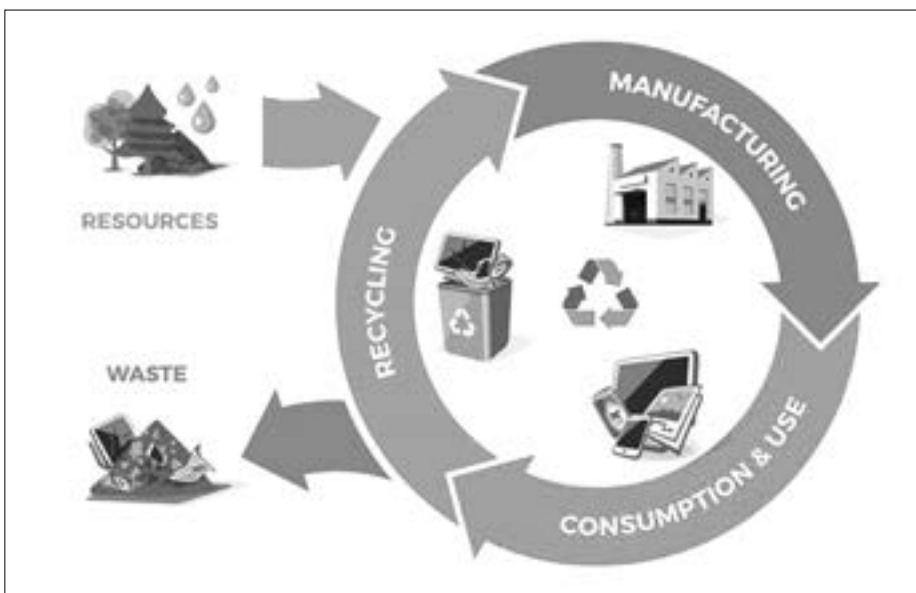 MANUFACTURING
RESOURCES
RECYCLING
WASTE
CONSUMPTION & USE